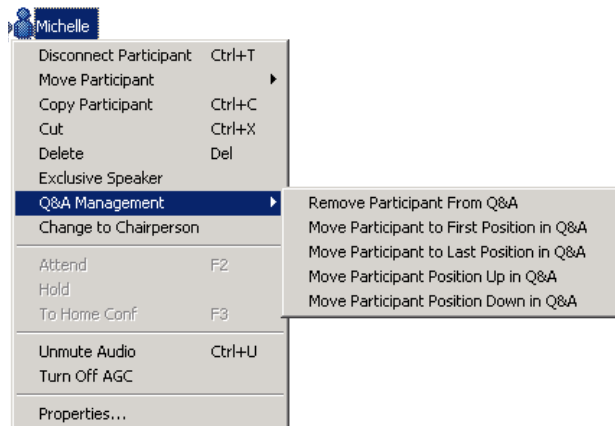 Michelle
Disconnect Participant Ctrl+T
Move Participant
Copy Participant Ctrl+C
Cut Ctrl+X
Delete Del
Exclusive Speaker
Q&A Management
Change to Chairperson
Attend F2
Hold
To Home Conf F3
Unmute Audio Ctrl+U
Turn Off AGC
Properties...
Remove Participant From Q&A
Move Participant to First Position in Q&A
Move Participant to Last Position in Q&A
Move Participant Position Up in Q&A
Move Participant Position Down in Q&A